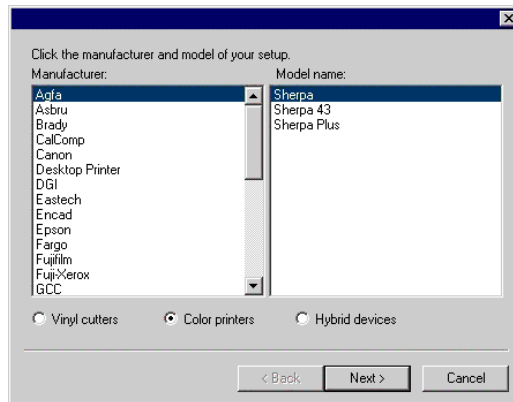 Click the manufacturer and model of your setup.
Manufacturer:
Agfa
Asbru
Brady
CalComp
Canon
Desktop Printer
DGI
Eastech
Encad
Epson
Fargo
Fujifilm
Fuji-Xerox
GCC
Model name:
Sherpa
Sherpa 43
Sherpa Plus
Vinyl cutters
Color printers
Hybrid devices
< Back
Next >
Cancel